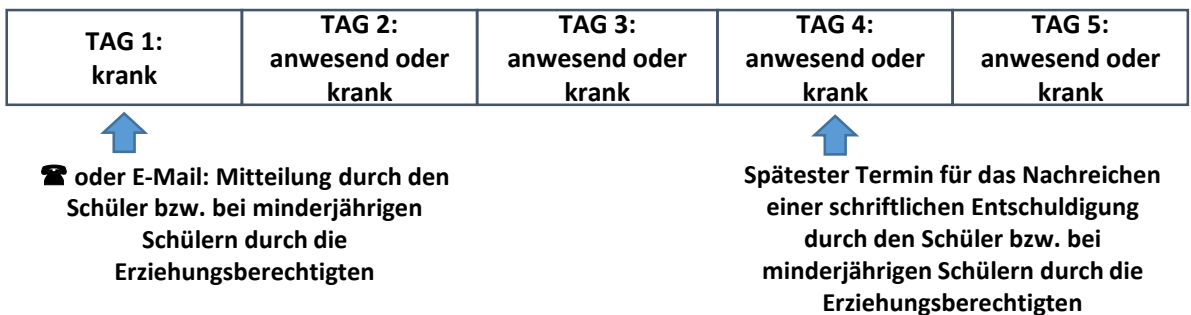 TAG 1:
krank
TAG 2:
anwesend oder
krank
TAG 3:
anwesend oder
krank
TAG 4:
anwesend oder
krank
TAG 5:
anwesend oder
krank
☎ oder E-Mail: Mitteilung durch den
Schüler bzw. bei minderjährigen
Schülern durch die
Erziehungsberechtigten
Spätester Termin für das Nachreichen
einer schriftlichen Entschuldigung
durch den Schüler bzw. bei
minderjährigen Schülern durch die
Erziehungsberechtigten